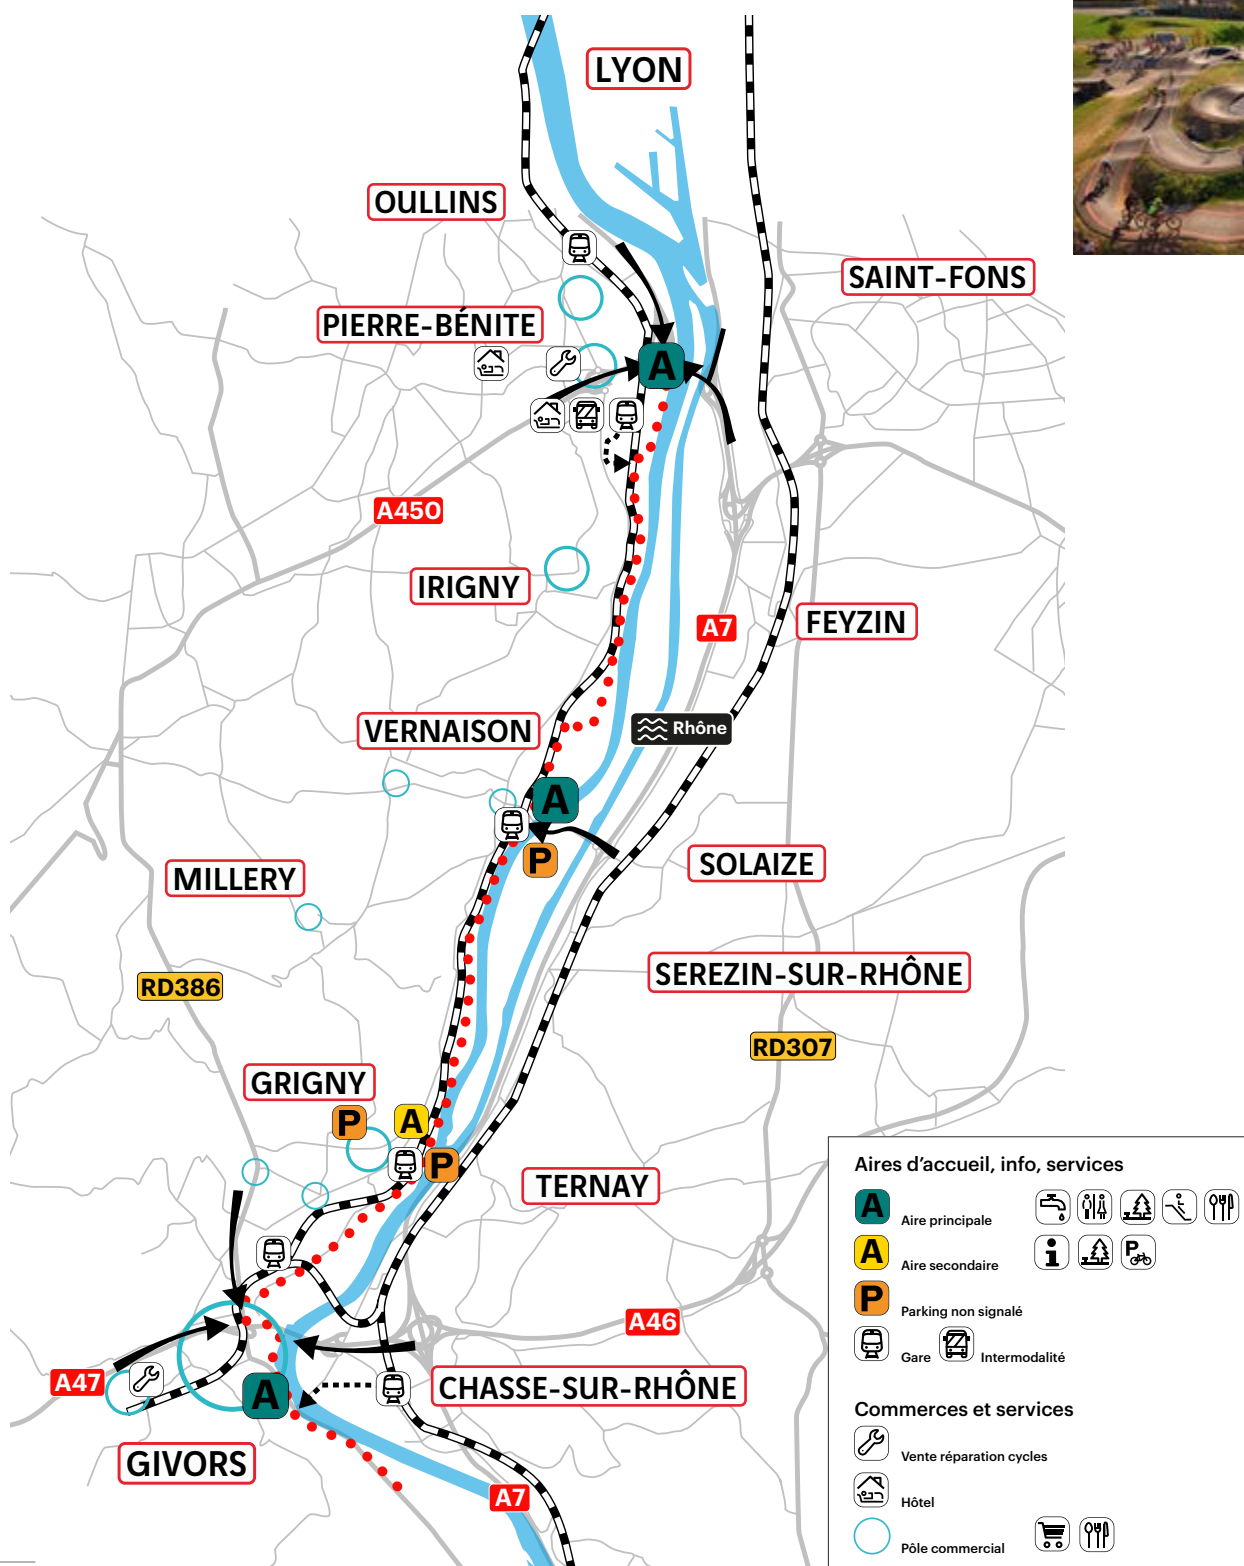 LYON
OULLINS
SAINT-FONS
PIERRE-BÉNITE
A
A450
IRIGNY
A7
FEYZIN
VERNAISON
Rhône
A
P
SOLAIZE
MILLERY
SEREZIN-SUR-RHÔNE
RD386
RD307
GRIGNY
P
A
P
TERNAY
A46
A47
A
CHASSE-SUR-RHÔNE
GIVORS
A7
Aires d’accueil, info, services
A Aire principale
A Aire secondaire
P
P Parking non signalé
Gare Intermodalité
Commerces et services
Vente réparation cycles
Hôtel
Pôle commercial